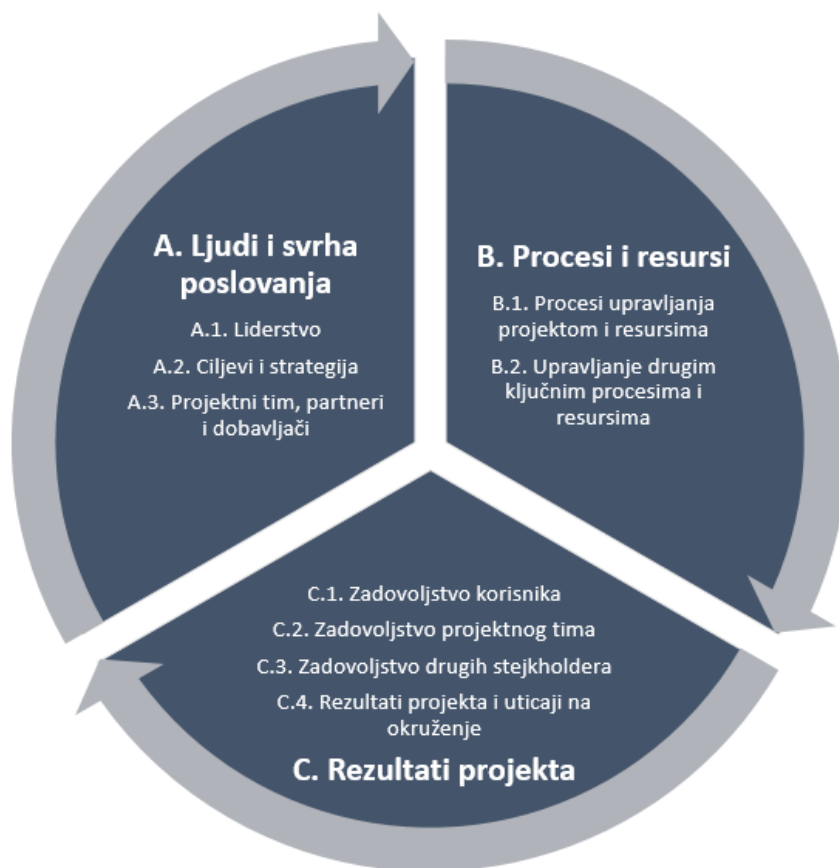 A. Ljudi i svrha
poslovanja
A.1. Liderstvo
A.2. Ciljevi i strategija
A.3. Projektni tim, partneri
i dobavljači
B. Procesi i resursi
B.1. Procesi upravljanja
projektom i resursima
B.2. Upravljanje drugim
ključnim procesima i
resursima
C.1. Zadovoljstvo korisnika
C.2. Zadovoljstvo projektnog tima
C.3. Zadovoljstvo drugih stejkholdera
C.4. Rezultati projekta i uticaji na
okruženje
C. Rezultati projekta